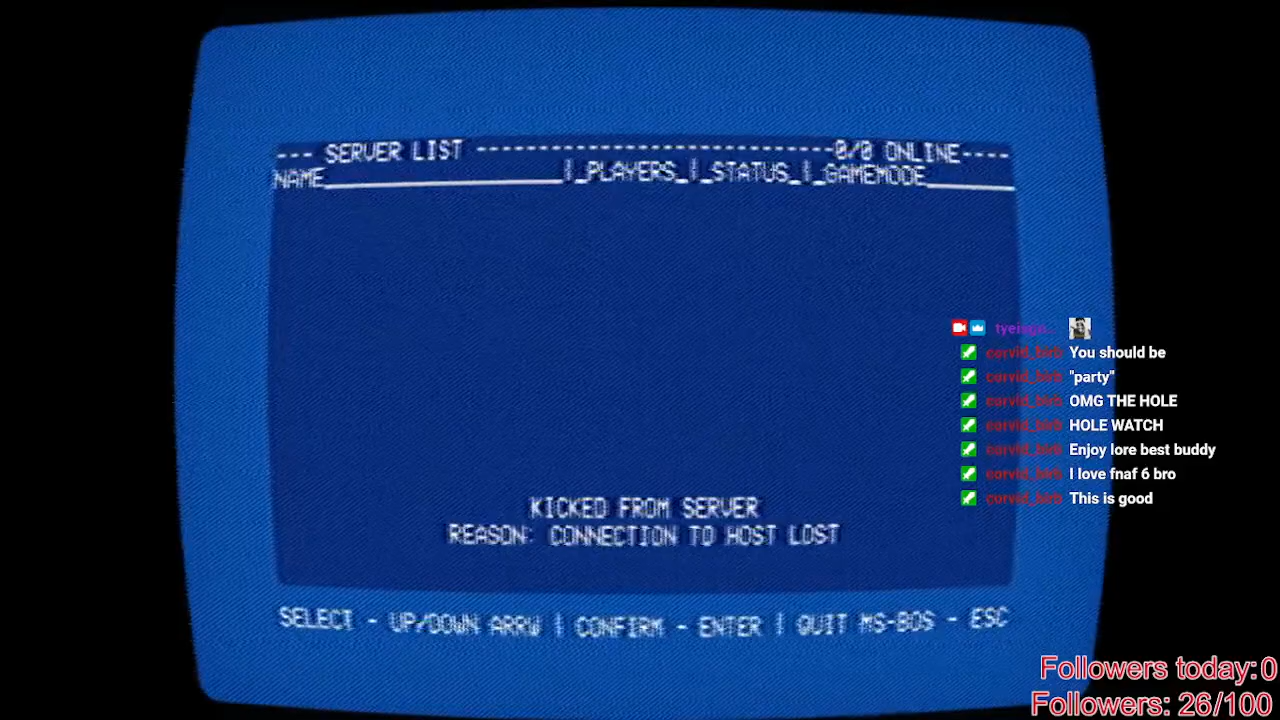 --- SERVER LIST ------------------------------0/0 ONLINE----
NAME____________________|_PLAYERS_|_STATUS_|_GAMEMODE_______
You should be
"party"
OMG THE HOLE
HOLE WATCH
Enjoy lore best buddy
I love fnaf 6 bro
This is good
KICKED FROM SERVER
REASON: CONNECTION TO HOST LOST
SELECT - UP/DOWN ARRW | CONFIRM - ENTER | QUIT MS-BOS - ESC
Followers today:0
Followers: 26/100